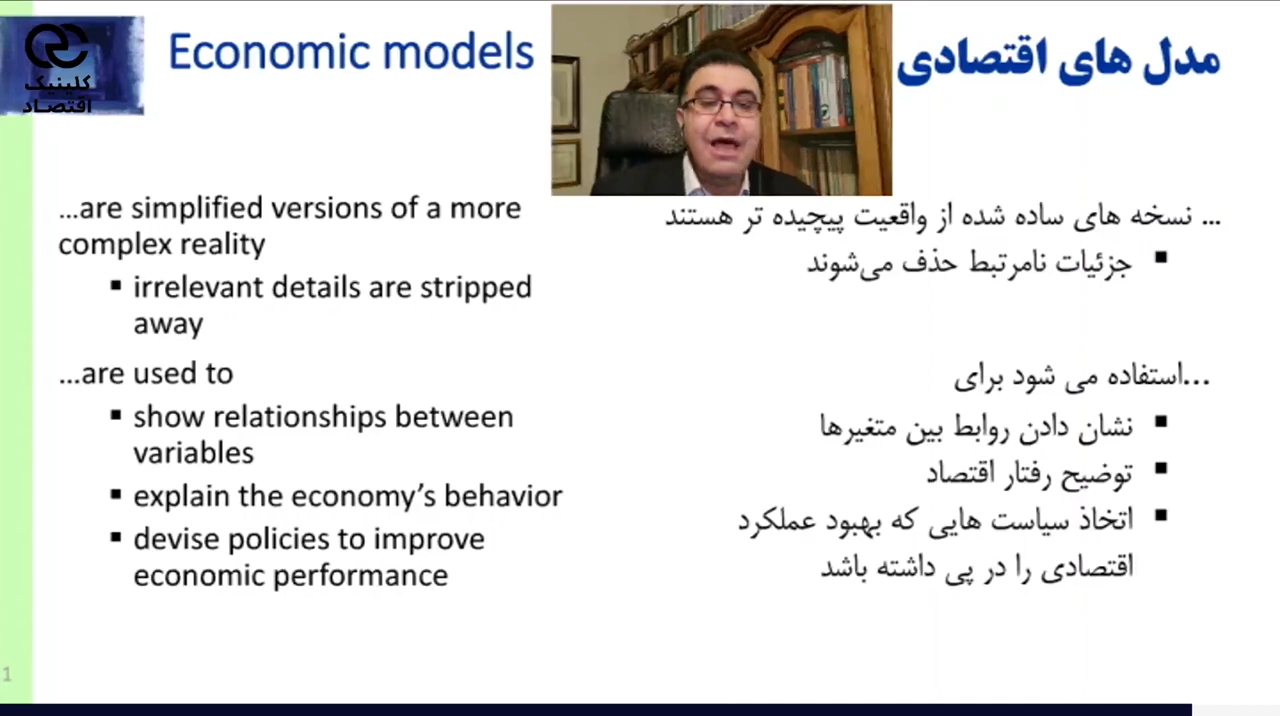 کلینیک
اقتصاد
Economic models
مدل های اقتصادی
...are simplified versions of a more
complex reality
▪ irrelevant details are stripped
away
...are used to
▪ show relationships between
variables
▪ explain the economy’s behavior
▪ devise policies to improve
economic performance
... نسخه های ساده شده از واقعیت پیچیده تر هستند
▪ جزئیات نامرتبط حذف می‌شوند
...استفاده می شود برای
▪ نشان دادن روابط بین متغیرها
▪ توضیح رفتار اقتصاد
▪ اتخاذ سیاست هایی که بهبود عملکرد
اقتصادی را در پی داشته باشد
1